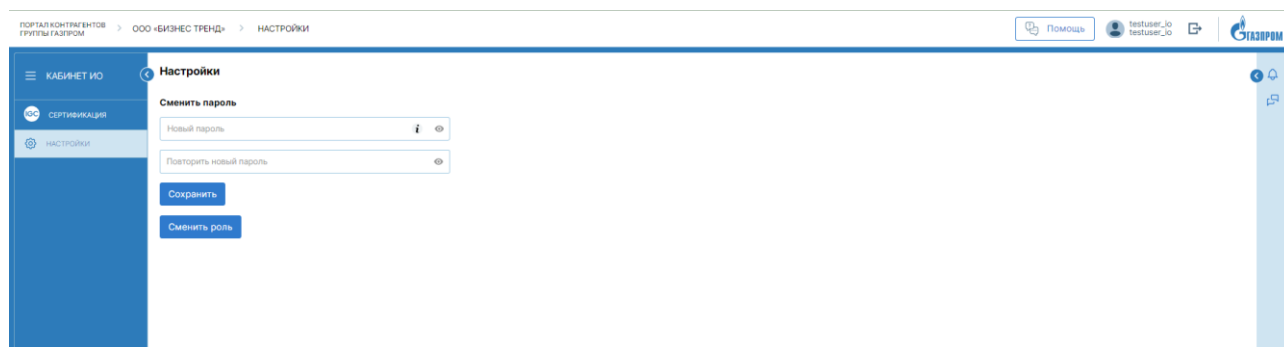 ПОРТАЛ КОНТРАГЕНТОВ
ГРУППЫ ГАЗПРОМ
ООО «БИЗНЕС ТРЕНД»
НАСТРОЙКИ
Помощь
testuser_io
testuser_io
ГАЗПРОМ
КАБИНЕТ ИО
IGC
СЕРТИФИКАЦИЯ
НАСТРОЙКИ
Настройки
Сменить пароль
Новый пароль
Повторить новый пароль
Сохранить
Сменить роль